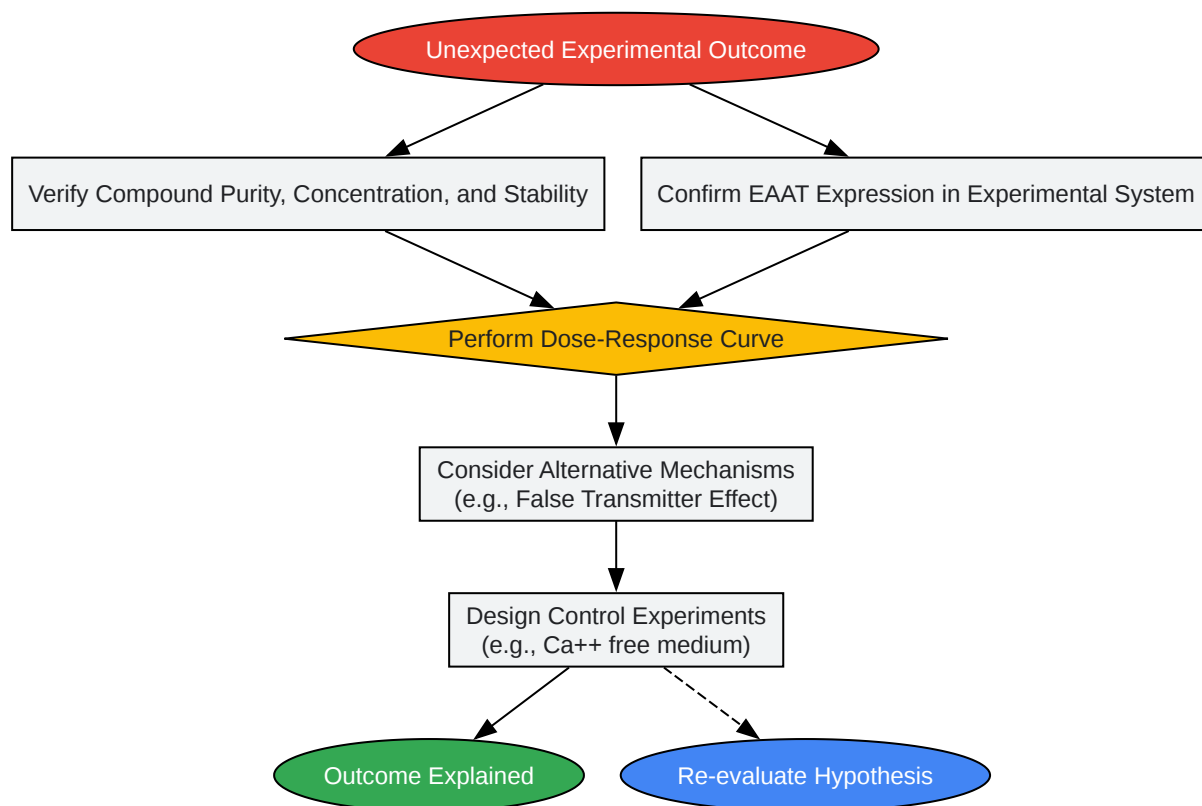 Unexpected Experimental Outcome
Verify Compound Purity, Concentration, and Stability
Confirm EAAT Expression in Experimental System
Perform Dose-Response Curve
Consider Alternative Mechanisms
(e.g., False Transmitter Effect)
Design Control Experiments
(e.g., Ca++ free medium)
Outcome Explained
Re-evaluate Hypothesis